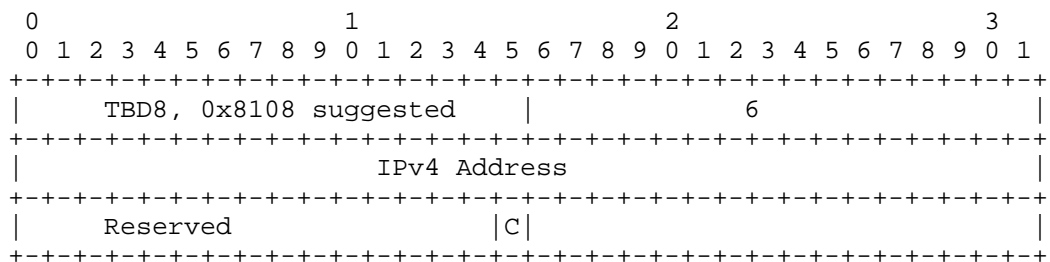 0                   1                   2                   3
 0 1 2 3 4 5 6 7 8 9 0 1 2 3 4 5 6 7 8 9 0 1 2 3 4 5 6 7 8 9 0 1
+-+-+-+-+-+-+-+-+-+-+-+-+-+-+-+-+-+-+-+-+-+-+-+-+-+-+-+-+-+-+-+
|     TBD8, 0x8108 suggested    |             6                 |
+-+-+-+-+-+-+-+-+-+-+-+-+-+-+-+-+-+-+-+-+-+-+-+-+-+-+-+-+-+-+-+
|                      IPv4 Address                             |
+-+-+-+-+-+-+-+-+-+-+-+-+-+-+-+-+-+-+-+-+-+-+-+-+-+-+-+-+-+-+-+
|     Reserved                |C|                               |
+-+-+-+-+-+-+-+-+-+-+-+-+-+-+-+-+-+-+-+-+-+-+-+-+-+-+-+-+-+-+-+